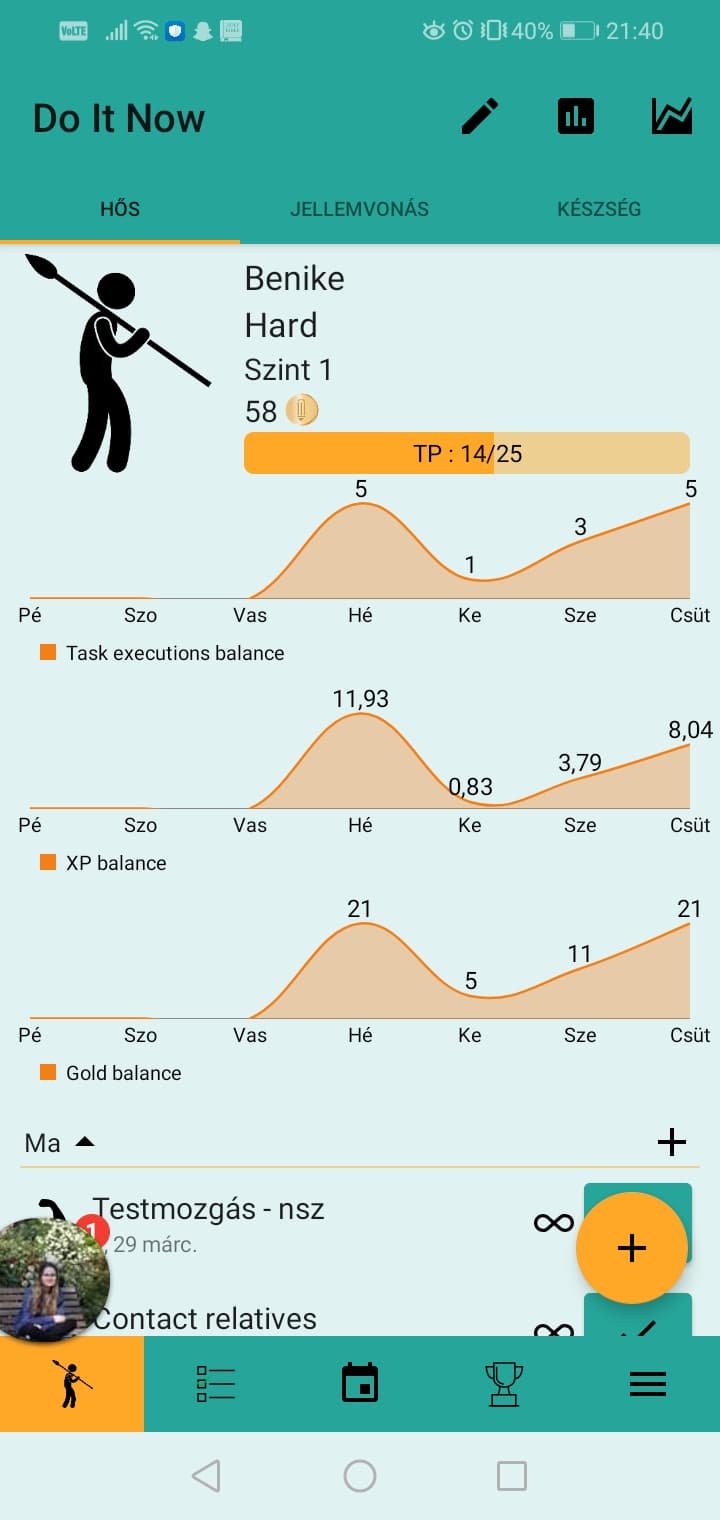 VoLTE 40% 21:40
Do It Now
HŐS JELLEMVONÁS KÉSZSÉG
Benike
Hard
Szint 1
58
TP : 14/25
5 1 3 5
Pé Szo Vas Hé Ke Sze Csüt
Task executions balance
11,93 0,83 3,79 8,04
Pé Szo Vas Hé Ke Sze Csüt
XP balance
21 5 11 21
Pé Szo Vas Hé Ke Sze Csüt
Gold balance
Ma
Testmozgás - nsz
1
, 29 márc.
Contact relatives